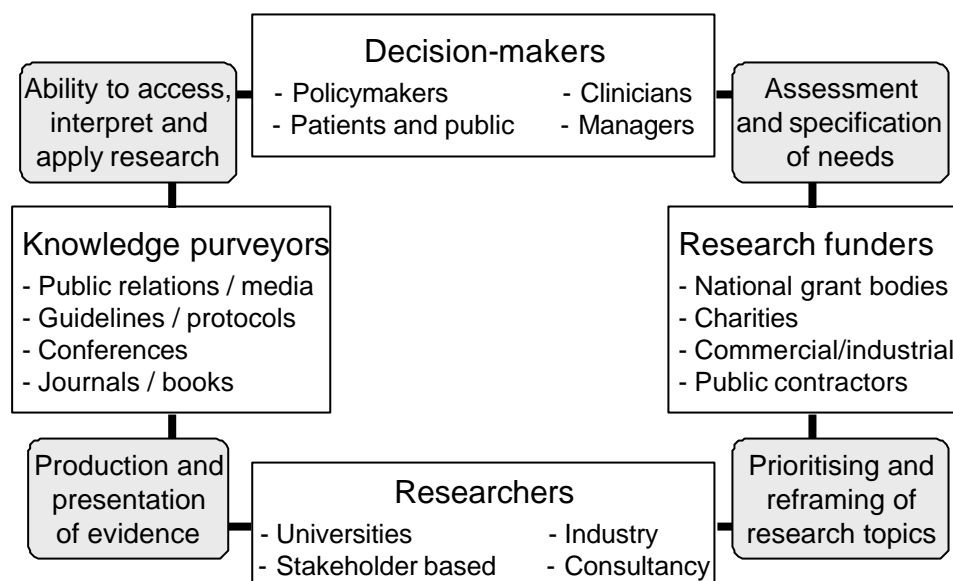 Decision-makers
- Policymakers
- Clinicians
- Patients and public
- Managers
Ability to access,
interpret and
apply research
Assessment
and specification
of needs
Knowledge purveyors
- Public relations / media
- Guidelines / protocols
- Conferences
- Journals / books
Research funders
- National grant bodies
- Charities
- Commercial/industrial
- Public contractors
Production and
presentation
of evidence
Researchers
- Universities
- Industry
- Stakeholder based
- Consultancy
Prioritising and
reframing of
research topics